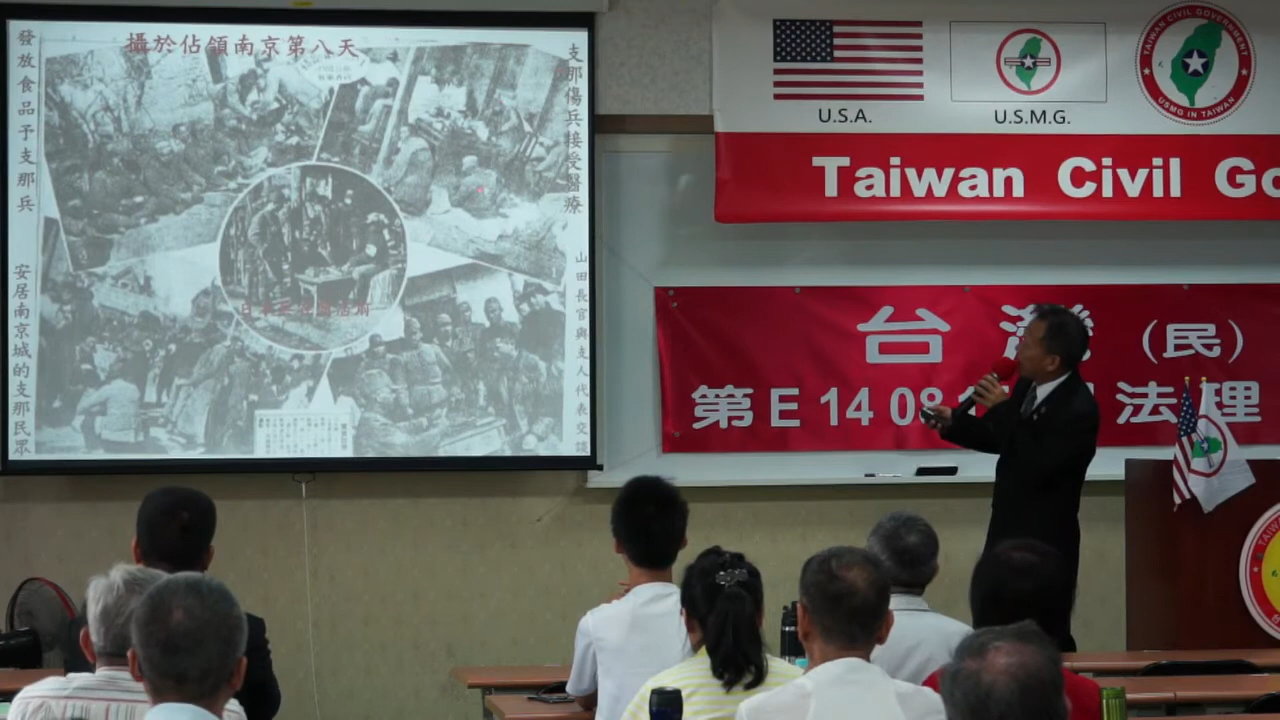 攝於佔領南京第八天
發放食品予支那兵
安居南京城的支那民眾
支那傷兵接受醫療
山田長官與支人代表交談
U.S.A.
U.S.M.G.
TAIWAN CIVIL GOVERNMENT
USMG IN TAIWAN
Taiwan Civil Go
台灣(民)
第E 14 08
法理